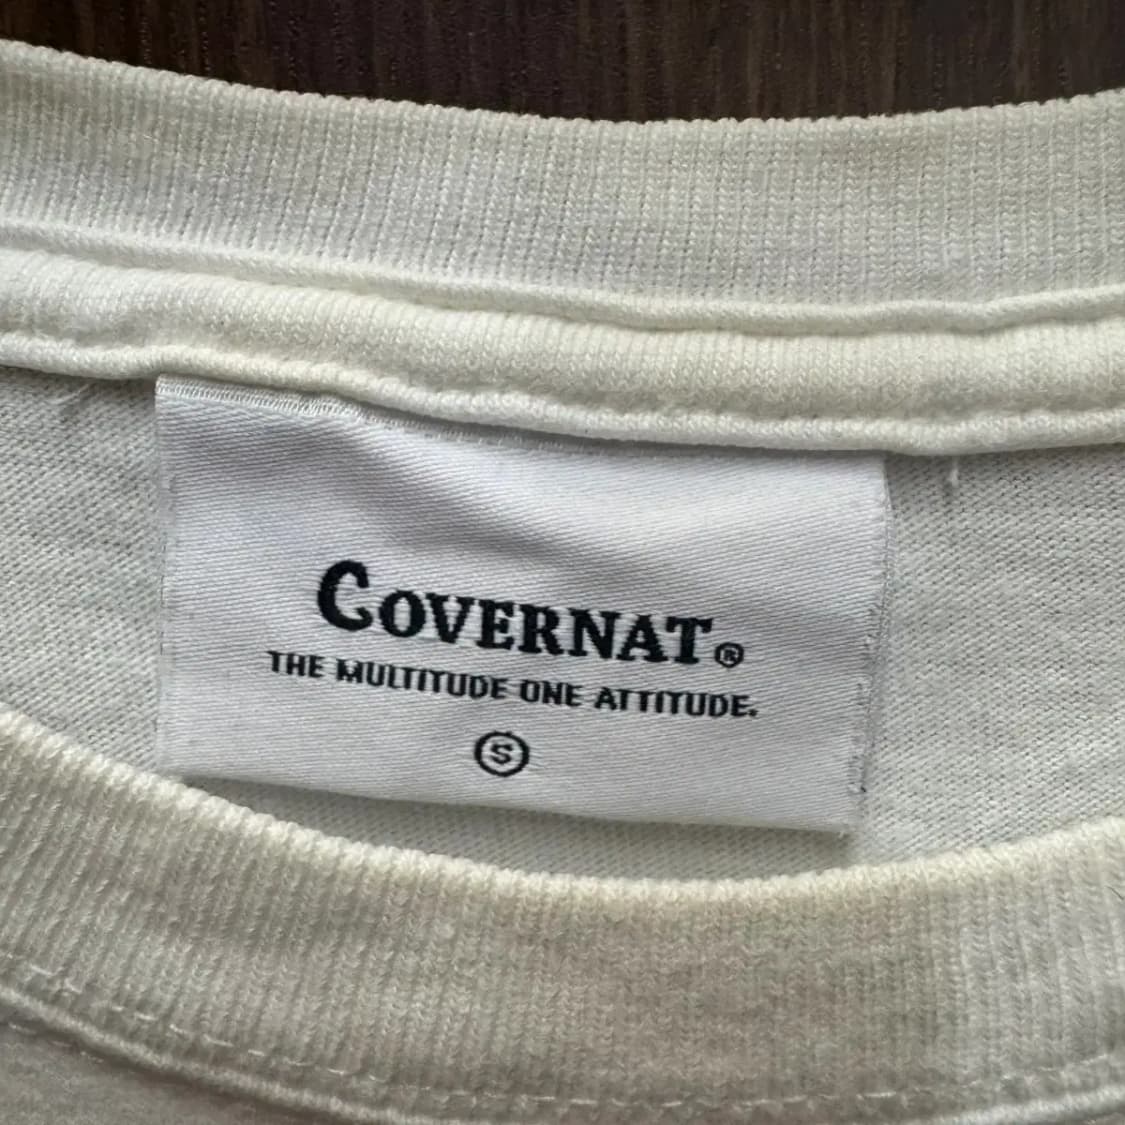 COVERNAT®
THE MULTITUDE ONE ATTITUDE.
S